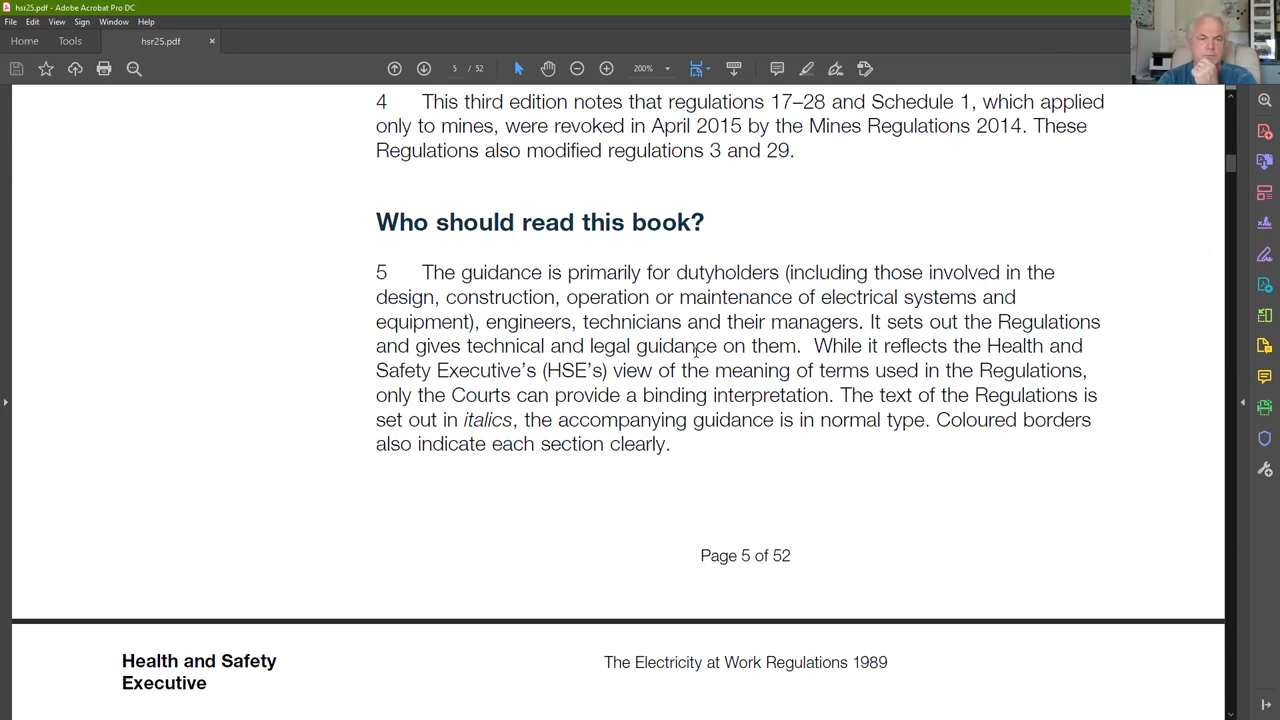 hsr25.pdf - Adobe Acrobat Pro DC
File Edit View Sign Window Help
Home Tools hsr25.pdf ×
5 / 52 200%
4 This third edition notes that regulations 17–28 and Schedule 1, which applied
only to mines, were revoked in April 2015 by the Mines Regulations 2014. These
Regulations also modified regulations 3 and 29.
Who should read this book?
5 The guidance is primarily for dutyholders (including those involved in the
design, construction, operation or maintenance of electrical systems and
equipment), engineers, technicians and their managers. It sets out the Regulations
and gives technical and legal guidance on them. While it reflects the Health and
Safety Executive's (HSE's) view of the meaning of terms used in the Regulations,
only the Courts can provide a binding interpretation. The text of the Regulations is
set out in italics, the accompanying guidance is in normal type. Coloured borders
also indicate each section clearly.
Page 5 of 52
Health and Safety
Executive
The Electricity at Work Regulations 1989